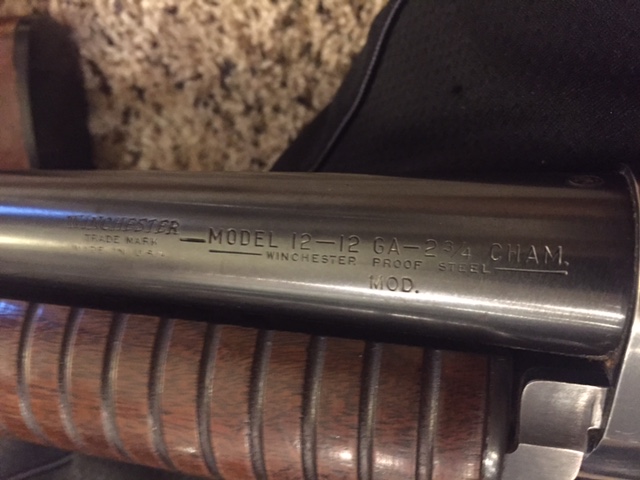 WINCHESTER
TRADE MARK
MADE IN U.S.A.
—MODEL 12—12 GA—2 3/4 CHAM.
—WINCHESTER PROOF STEEL—
MOD.